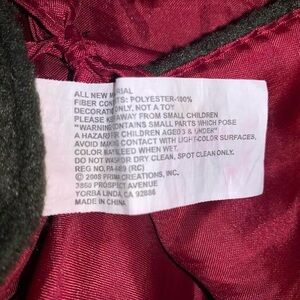 ALL NEW MATERIAL
FIBER CONTENTS: POLYESTER-100%
DECORATION ONLY, NOT A TOY
PLEASE KEEP AWAY FROM SMALL CHILDREN
"WARNING CONTAINS SMALL PARTS WHICH POSE
A HAZARD FOR CHILDREN AGED 3 & UNDER"
AVOID MAKING CONTACT WITH LIGHT-COLOR SURFACES,
COLOR MAY BLEED WHEN WET.
DO NOT WASH OR DRY CLEAN, SPOT CLEAN ONLY.
REG NO. PA- (RC)
© 2008 PRIMA CREATIONS, INC.
3850 PROSPECT AVENUE
YORBA LINDA, CA 92886
MADE IN CHINA